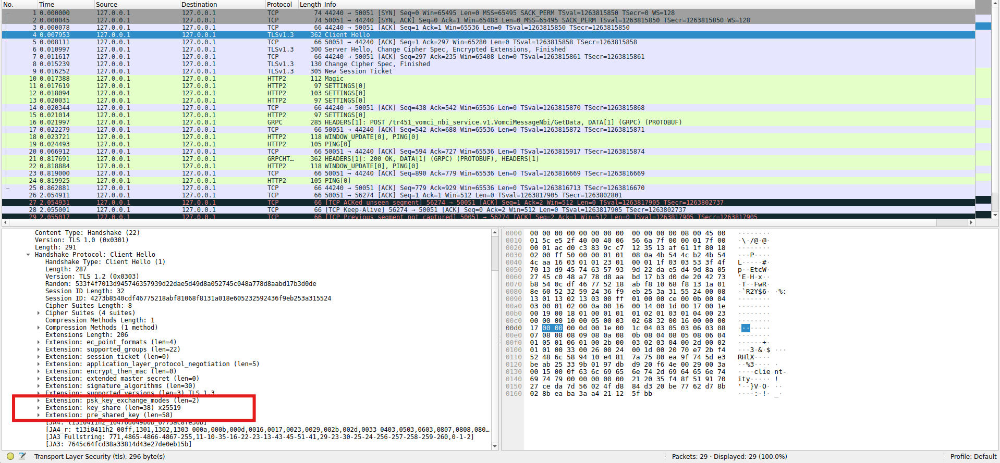 No. Time Source Destination Protocol Length Info
1 0.000000 127.0.0.1 127.0.0.1 TCP 74 44240 → 50051 [SYN] Seq=0 Win=65495 Len=0 MSS=65495 SACK_PERM TSval=1263815850 TSecr=0 WS=128
2 0.000045 127.0.0.1 127.0.0.1 TCP 74 50051 → 44240 [SYN, ACK] Seq=0 Ack=1 Win=65483 Len=0 MSS=65495 SACK_PERM TSval=1263815850 TSecr=1263815850 WS=128
3 0.000078 127.0.0.1 127.0.0.1 TCP 66 44240 → 50051 [ACK] Seq=1 Ack=1 Win=65536 Len=0 TSval=1263815850 TSecr=1263815850
4 0.007953 127.0.0.1 127.0.0.1 TLSv1.3 362 Client Hello
5 0.008111 127.0.0.1 127.0.0.1 TCP 66 50051 → 44240 [ACK] Seq=1 Ack=297 Win=65280 Len=0 TSval=1263815858 TSecr=1263815858
6 0.010997 127.0.0.1 127.0.0.1 TLSv1.3 300 Server Hello, Change Cipher Spec, Encrypted Extensions, Finished
7 0.011617 127.0.0.1 127.0.0.1 TCP 66 44240 → 50051 [ACK] Seq=297 Ack=235 Win=65408 Len=0 TSval=1263815861 TSecr=1263815861
8 0.015239 127.0.0.1 127.0.0.1 TLSv1.3 130 Change Cipher Spec, Finished
9 0.016252 127.0.0.1 127.0.0.1 TLSv1.3 305 New Session Ticket
10 0.017388 127.0.0.1 127.0.0.1 HTTP2 112 Magic
11 0.017619 127.0.0.1 127.0.0.1 HTTP2 97 SETTINGS[0]
12 0.018094 127.0.0.1 127.0.0.1 HTTP2 103 SETTINGS[0]
13 0.020031 127.0.0.1 127.0.0.1 HTTP2 97 SETTINGS[0]
14 0.020344 127.0.0.1 127.0.0.1 TCP 66 44240 → 50051 [ACK] Seq=438 Ack=542 Win=65536 Len=0 TSval=1263815870 TSecr=1263815868
15 0.021014 127.0.0.1 127.0.0.1 HTTP2 97 SETTINGS[0]
16 0.021997 127.0.0.1 127.0.0.1 GRPC 285 HEADERS[1]: POST /tr451_vomci_nbi_service.v1.VomciMessageNbi/GetData, DATA[1] (GRPC) (PROTOBUF)
17 0.022279 127.0.0.1 127.0.0.1 TCP 66 50051 → 44240 [ACK] Seq=542 Ack=688 Win=65536 Len=0 TSval=1263815872 TSecr=1263815871
18 0.023721 127.0.0.1 127.0.0.1 HTTP2 118 WINDOW_UPDATE[0], PING[0]
19 0.024493 127.0.0.1 127.0.0.1 HTTP2 105 PING[0]
20 0.066912 127.0.0.1 127.0.0.1 TCP 66 50051 → 44240 [ACK] Seq=594 Ack=727 Win=65536 Len=0 TSval=1263815917 TSecr=1263815874
21 0.817691 127.0.0.1 127.0.0.1 GRPCHT… 362 HEADERS[1]: 200 OK, DATA[1] (GRPC) (PROTOBUF), HEADERS[1]
22 0.818884 127.0.0.1 127.0.0.1 HTTP2 118 WINDOW_UPDATE[0], PING[0]
23 0.819000 127.0.0.1 127.0.0.1 TCP 66 50051 → 44240 [ACK] Seq=890 Ack=779 Win=65536 Len=0 TSval=1263816669 TSecr=1263816669
24 0.819925 127.0.0.1 127.0.0.1 HTTP2 105 PING[0]
25 0.862881 127.0.0.1 127.0.0.1 TCP 66 44240 → 50051 [ACK] Seq=779 Ack=929 Win=65536 Len=0 TSval=1263816713 TSecr=1263816670
26 2.054911 127.0.0.1 127.0.0.1 TCP 66 50051 → 56274 [ACK] Seq=1 Ack=1 Win=512 Len=0 TSval=1263817905 TSecr=1263802801
27 2.054931 127.0.0.1 127.0.0.1 TCP 66 [TCP ACKed unseen segment] 56274 → 50051 [ACK] Seq=1 Ack=2 Win=512 Len=0 TSval=1263817905 TSecr=1263802737
28 2.055001 127.0.0.1 127.0.0.1 TCP 66 [TCP Keep-Alive] 56274 → 50051 [ACK] Seq=0 Ack=2 Win=512 Len=0 TSval=1263817905 TSecr=1263802737
29 2.055017 127.0.0.1 127.0.0.1 TCP 66 [TCP Previous segment not captured] 50051 → 56274 [ACK] Seq=2 Ack=1 Win=512 Len=0 TSval=1263817905 TSecr=1263817905
Content Type: Handshake (22)
Version: TLS 1.0 (0x0301)
Length: 291
Handshake Protocol: Client Hello
Handshake Type: Client Hello (1)
Length: 287
Version: TLS 1.2 (0x0303)
Random: 533f4f7013d945746357939d22dae5d49d8a052745c048a778d8aabd17b3d0de
Session ID Length: 32
Session ID: 4273b8540cdf46775218abf81068f8131a018e605232592436f9eb253a315524
Cipher Suites Length: 8
Cipher Suites (4 suites)
Compression Methods Length: 1
Compression Methods (1 method)
Extensions Length: 206
Extension: ec_point_formats (len=4)
Extension: supported_groups (len=22)
Extension: session_ticket (len=0)
Extension: application_layer_protocol_negotiation (len=5)
Extension: encrypt_then_mac (len=0)
Extension: extended_master_secret (len=0)
Extension: signature_algorithms (len=30)
Extension: supported_versions (len=3) TLS 1.3
Extension: psk_key_exchange_modes (len=2)
Extension: key_share (len=38) x25519
Extension: pre_shared_key (len=58)
[JA4: t13i0411h2_16476d049b0b_6775ac8fe30b]
[JA4_r: t13i0411h2_00ff,1301,1302,1303_000a,000b,000d,0016,0017,0023,0029,002b,002d,0033_0403,0503,0603,0807,0808,080…
[JA3 Fullstring: 771,4865-4866-4867-255,11-10-35-16-22-23-13-43-45-51-41,29-23-30-25-24-256-257-258-259-260,0-1-2]
[JA3: 7645c64fcd38a33814d43e27de0eb15b]
0000 00 00 00 00 00 00 00 00 00 00 00 00 08 00 45 00 ········
0010 01 5c e5 2f 40 00 40 06 56 6a 7f 00 00 01 7f 00 ·\·/@·@·
0020 00 01 ac d0 c3 83 9c c7 12 35 13 af 61 1f 80 18 ········
0030 02 00 ff 50 00 00 01 01 08 0a 4b 54 4c b2 4b 54 ···P····
0040 4c aa 16 03 01 01 23 01 00 01 1f 03 03 53 3f 4f L·····#·
0050 70 13 d9 45 74 63 57 93 9d 22 da e5 d4 9d 8a 05 p··EtcW·
0060 27 45 c0 48 a7 78 d8 aa bd 17 b3 d0 de 20 42 73 'E·H·x··
0070 b8 54 0c df 46 77 52 18 ab f8 10 68 f8 13 1a 01 ·T··FwR·
0080 8e 60 52 32 59 24 36 f9 eb 25 3a 31 55 24 00 08 ·`R2Y$6· ·%:
0090 13 01 13 02 13 03 00 ff 01 00 00 ce 00 0b 00 04 ········
00a0 03 00 01 02 00 0a 00 16 00 14 00 1d 00 17 00 1e ········
00b0 00 19 00 18 01 00 01 01 01 02 01 03 01 04 00 23 ········
00c0 00 00 00 10 00 05 00 03 02 68 32 00 16 00 00 00 ········
00d0 17 00 00 00 0d 00 1e 00 1c 04 03 05 03 06 03 08 ········
00e0 07 08 08 08 09 08 0a 08 0b 08 04 08 05 08 06 04 ········
00f0 01 05 01 06 01 00 2b 00 03 02 03 04 00 2d 00 02 ······+·
0100 01 01 00 33 00 26 00 24 00 1d 00 20 70 e7 2b f4 ···3·&·$ ···
0110 52 48 6c 58 94 10 e4 81 7a 75 80 ea 9f 74 5d e3 RHlX····
0120 be ab 25 33 9b 01 97 db d9 20 f6 4e 00 29 00 3a ··%3···· ·
0130 00 15 00 0f 63 6c 69 65 6e 74 2d 69 64 65 6e 74 ····clie nt-
0140 69 74 79 00 00 00 00 00 21 20 35 f4 8f 51 91 70 ity····· !
0150 27 ce da 7d 56 02 4f d8 84 d3 20 be 77 62 d7 8b '··}V·O· ··
0160 02 8b ea ba 3a a4 21 12 5f bb ····:·!· _·
Transport Layer Security (tls), 296 byte(s) Packets: 29 · Displayed: 29 (100.0%) Profile: Default